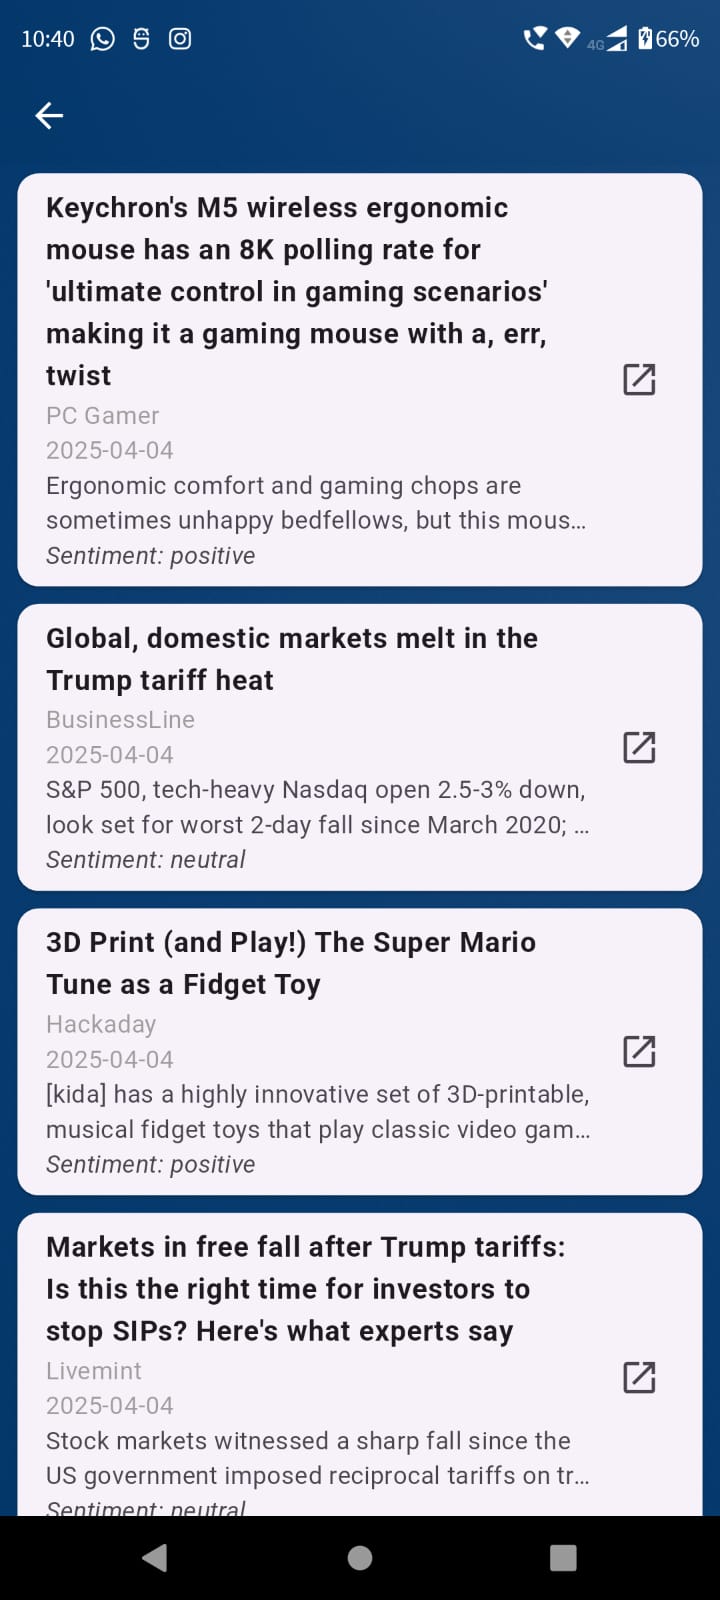 10:40
4G
66%
Keychron's M5 wireless ergonomic
mouse has an 8K polling rate for
'ultimate control in gaming scenarios'
making it a gaming mouse with a, err,
twist
PC Gamer
2025-04-04
Ergonomic comfort and gaming chops are
sometimes unhappy bedfellows, but this mous…
Sentiment: positive
Global, domestic markets melt in the
Trump tariff heat
BusinessLine
2025-04-04
S&P 500, tech-heavy Nasdaq open 2.5-3% down,
look set for worst 2-day fall since March 2020; …
Sentiment: neutral
3D Print (and Play!) The Super Mario
Tune as a Fidget Toy
Hackaday
2025-04-04
[kida] has a highly innovative set of 3D-printable,
musical fidget toys that play classic video gam…
Sentiment: positive
Markets in free fall after Trump tariffs:
Is this the right time for investors to
stop SIPs? Here's what experts say
Livemint
2025-04-04
Stock markets witnessed a sharp fall since the
US government imposed reciprocal tariffs on tr…
Sentiment: neutral